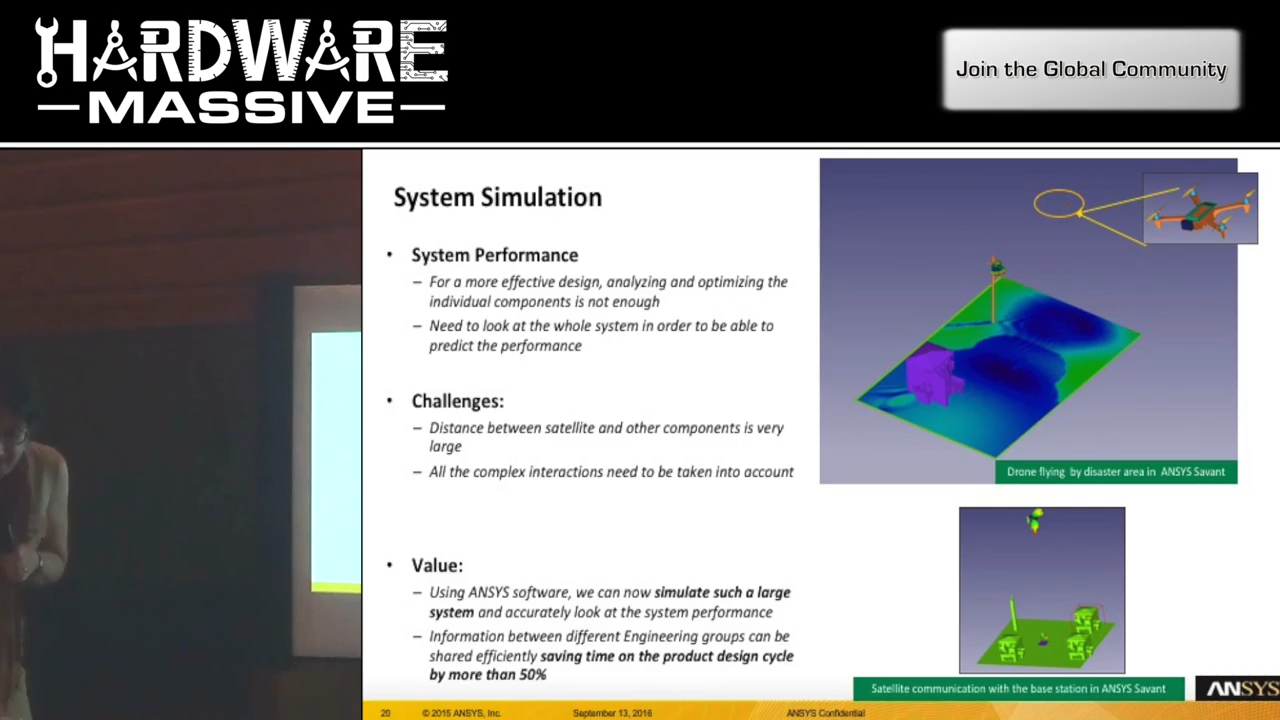 HARDWARE
MASSIVE
Join the Global Community
System Simulation
• System Performance
– For a more effective design, analyzing and optimizing the
individual components is not enough
– Need to look at the whole system in order to be able to
predict the performance
• Challenges:
– Distance between satellite and other components is very
large
– All the complex interactions need to be taken into account
• Value:
– Using ANSYS software, we can now simulate such a large
system and accurately look at the system performance
– Information between different Engineering groups can be
shared efficiently saving time on the product design cycle
by more than 50%
Drone flying by disaster area in ANSYS Savant
Satellite communication with the base station in ANSYS Savant
ANSYS
20 © 2015 ANSYS, Inc. September 13, 2016 ANSYS Confidential